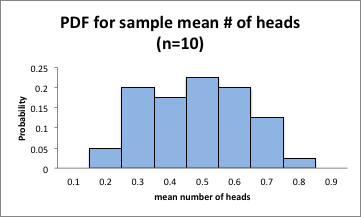 PDF for sample mean # of heads
(n=10)
0.25
0.2
0.15
0.1
0.05
0
Probability
0.1 0.2 0.3 0.4 0.5 0.6 0.7 0.8 0.9
mean number of heads